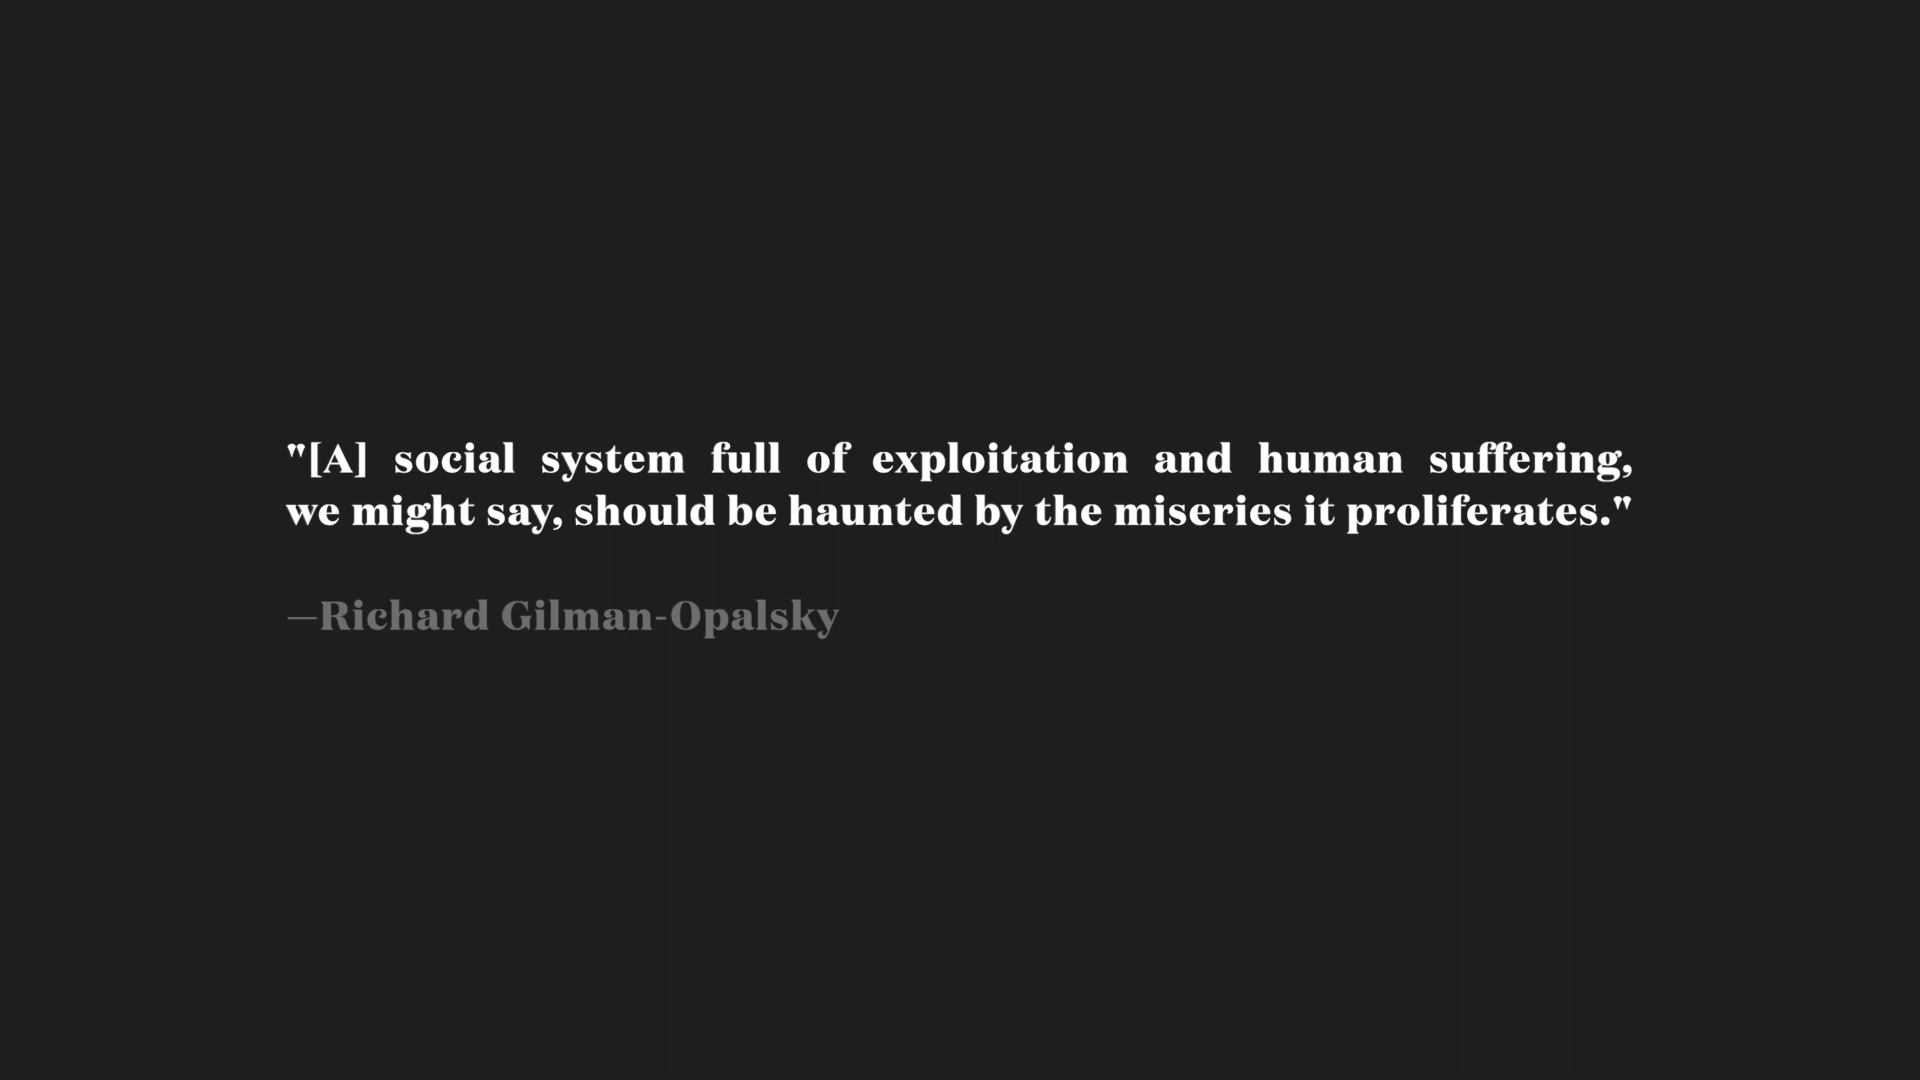 "[A] social system full of exploitation and human suffering,
we might say, should be haunted by the miseries it proliferates."
—Richard Gilman-Opalsky